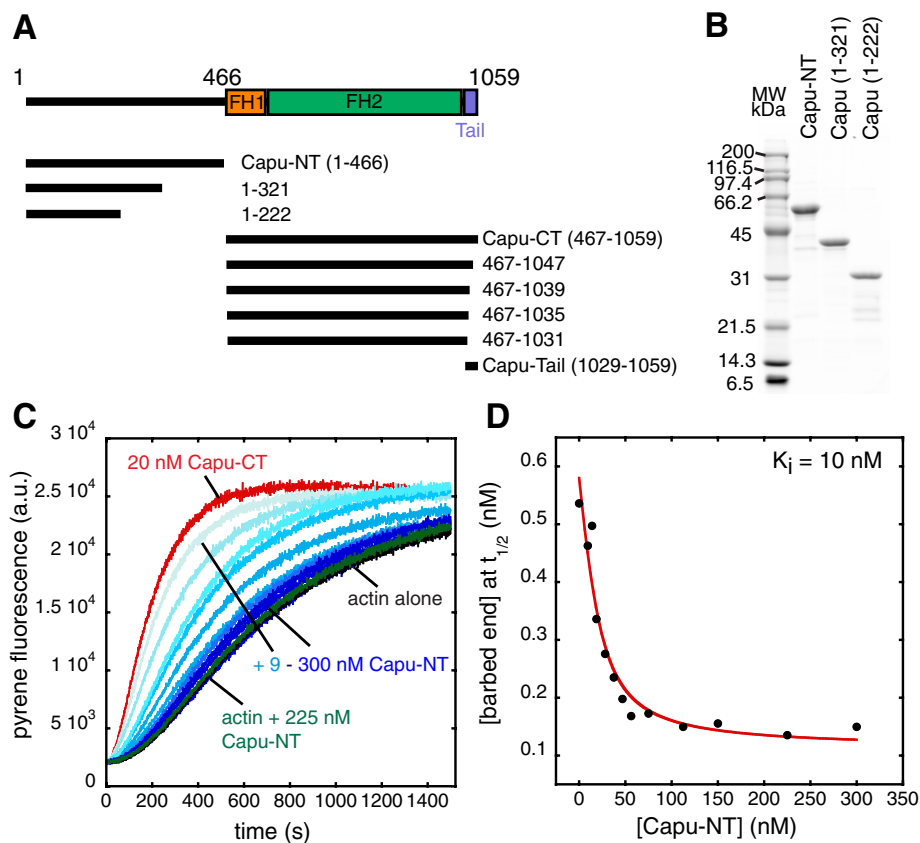 A
1 466 1059
FH1 FH2
Tail
Capu-NT (1-466)
1-321
1-222
Capu-CT (467-1059)
467-1047
467-1039
467-1035
467-1031
Capu-Tail (1029-1059)
B
MW
kDa
Capu-NT
Capu (1-321)
Capu (1-222)
200
116.5
97.4
66.2
45
31
21.5
14.3
6.5
C
pyrene fluorescence (a.u.)
3 10⁴
2.5 10⁴
2 10⁴
1.5 10⁴
1 10⁴
5 10³
0
20 nM Capu-CT
actin alone
+ 9 - 300 nM Capu-NT
actin + 225 nM
Capu-NT
0 200 400 600 800 1000 1200 1400
time (s)
D
[barbed end] at t1/2 (nM)
Ki = 10 nM
0.6
0.5
0.4
0.3
0.2
0.1
0 50 100 150 200 250 300 350
[Capu-NT] (nM)